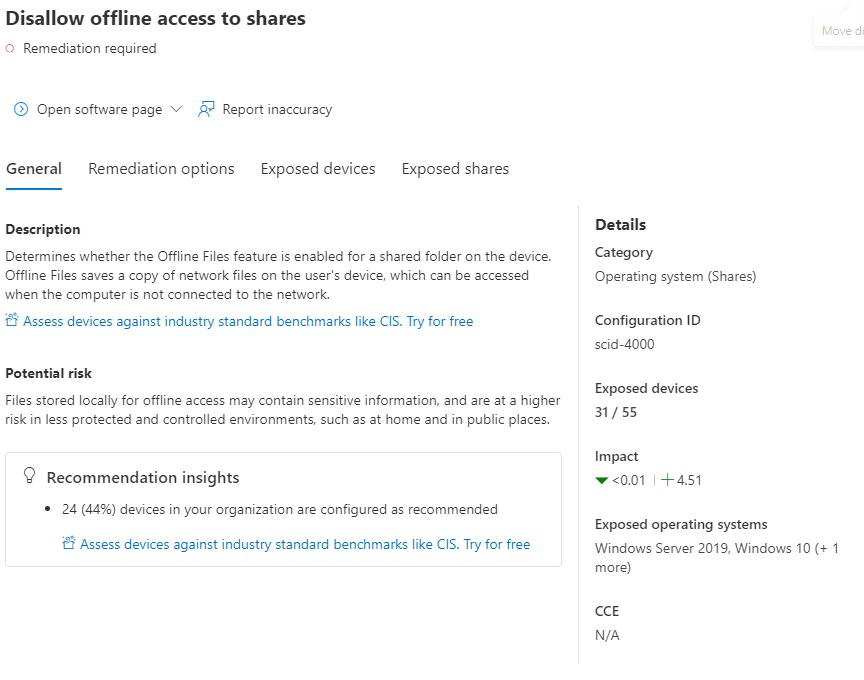 Disallow offline access to shares
Move
Remediation required
Open software page
Report inaccuracy
General
Remediation options
Exposed devices
Exposed shares
Description
Determines whether the Offline Files feature is enabled for a shared folder on the device.
Offline Files saves a copy of network files on the user's device, which can be accessed
when the computer is not connected to the network.
Assess devices against industry standard benchmarks like CIS. Try for free
Potential risk
Files stored locally for offline access may contain sensitive information, and are at a higher
risk in less protected and controlled environments, such as at home and in public places.
Recommendation insights
• 24 (44%) devices in your organization are configured as recommended
Assess devices against industry standard benchmarks like CIS. Try for free
Details
Category
Operating system (Shares)
Configuration ID
scid-4000
Exposed devices
31 / 55
Impact
▼ <0.01 | +4.51
Exposed operating systems
Windows Server 2019, Windows 10 (+ 1
more)
CCE
N/A